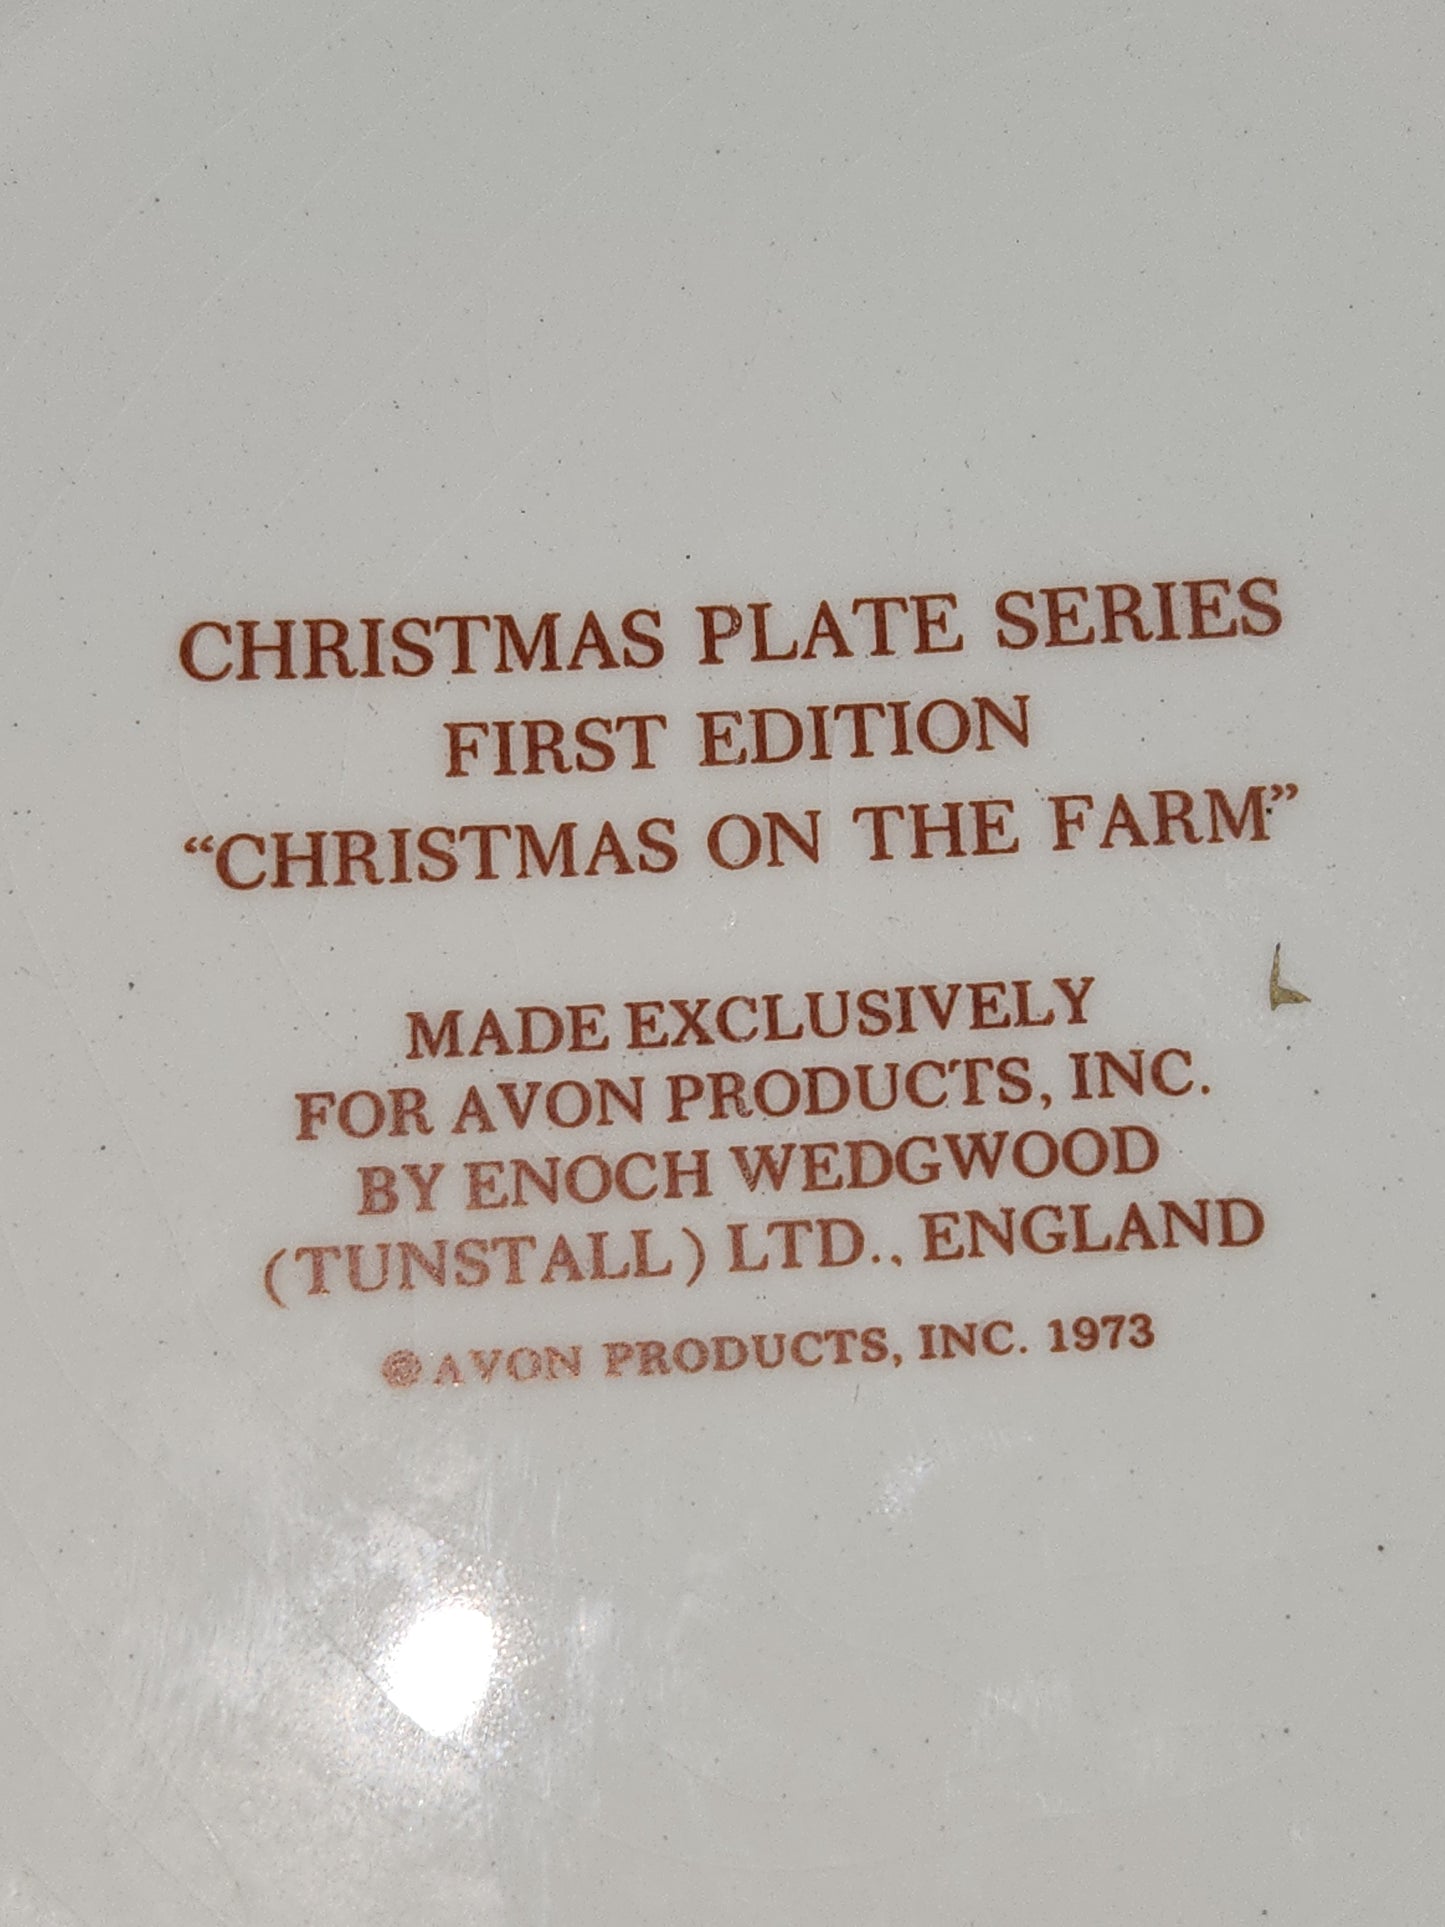 CHRISTMAS PLATE SERIES
FIRST EDITION
“CHRISTMAS ON THE FARM”
MADE EXCLUSIVELY
FOR AVON PRODUCTS, INC.
BY ENOCH WEDGWOOD
(TUNSTALL) LTD., ENGLAND
©AVON PRODUCTS, INC. 1973